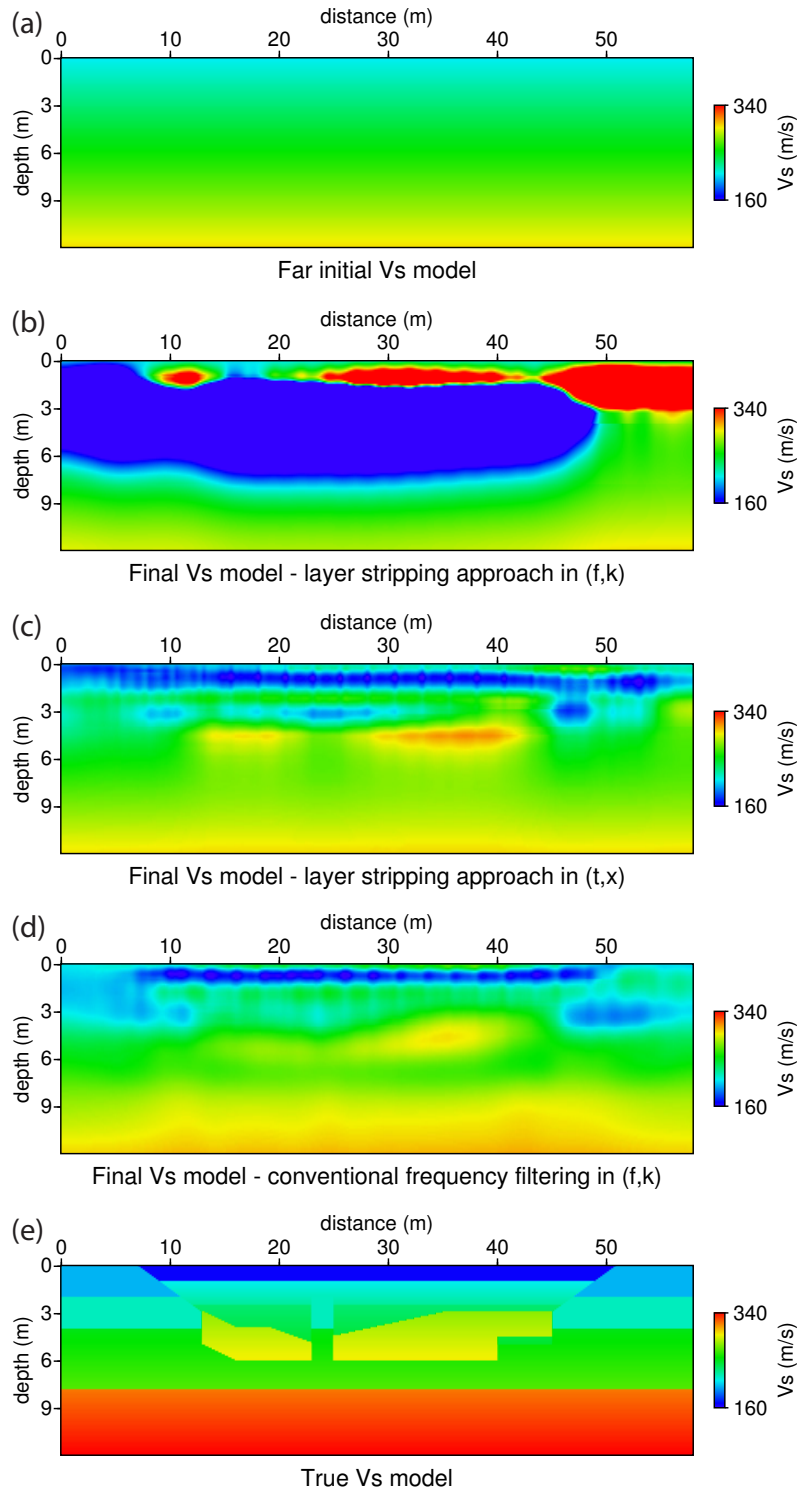 (a)
distance (m)
0 10 20 30 40 50
0
3
6
9
depth (m)
340
160
Vs (m/s)
Far initial Vs model
(b)
distance (m)
0 10 20 30 40 50
0
3
6
9
depth (m)
340
160
Vs (m/s)
Final Vs model - layer stripping approach in (f,k)
(c)
distance (m)
0 10 20 30 40 50
0
3
6
9
depth (m)
340
160
Vs (m/s)
Final Vs model - layer stripping approach in (t,x)
(d)
distance (m)
0 10 20 30 40 50
0
3
6
9
depth (m)
340
160
Vs (m/s)
Final Vs model - conventional frequency filtering in (f,k)
(e)
distance (m)
0 10 20 30 40 50
0
3
6
9
depth (m)
340
160
Vs (m/s)
True Vs model